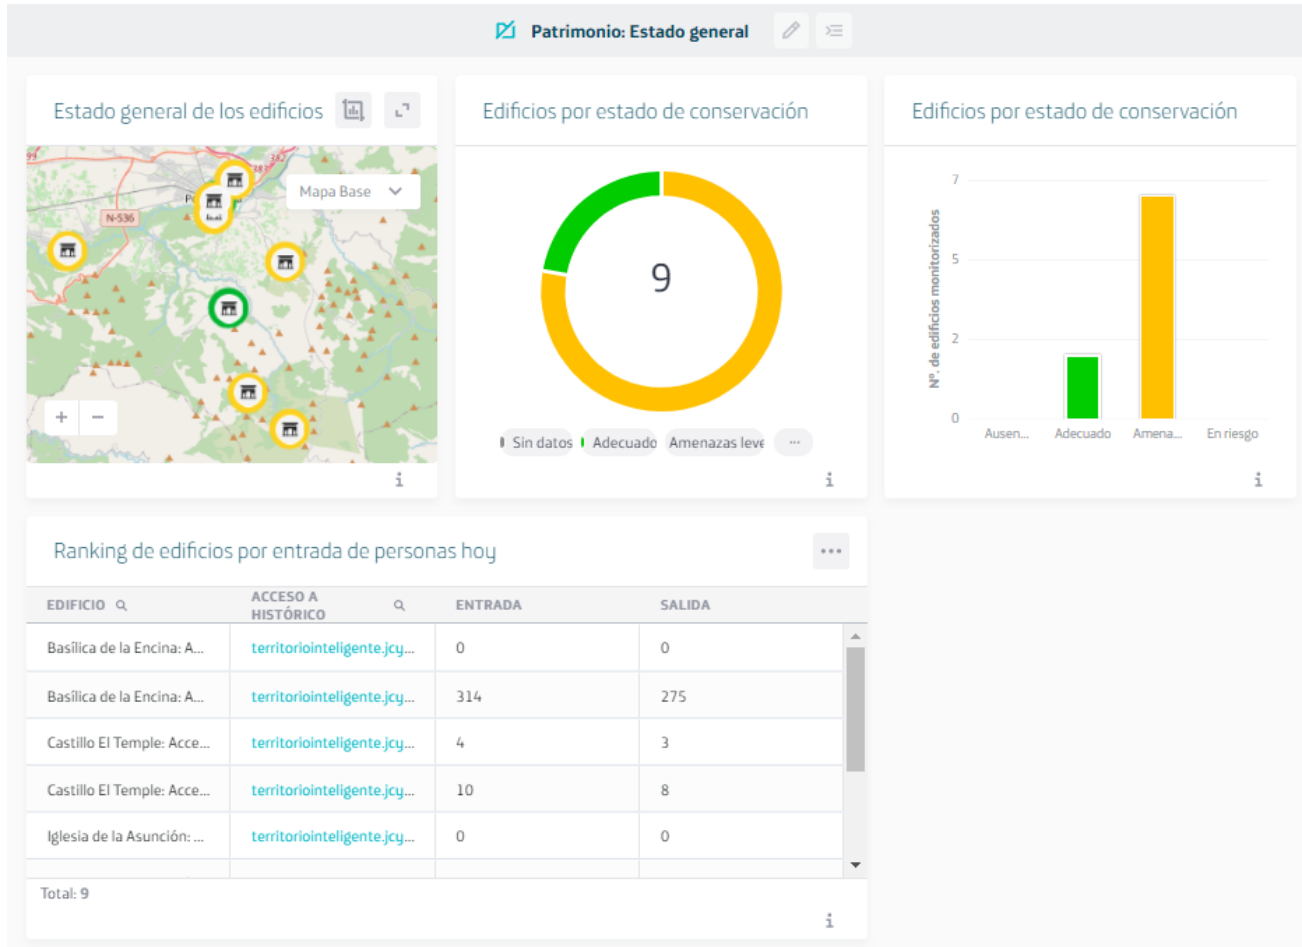 Patrimonio: Estado general
Estado general de los edificios
Mapa Base
N-536
382
383
99
+ −
i
Edificios por estado de conservación
9
Sin datos
Adecuado
Amenazas leve
...
i
Edificios por estado de conservación
Nº. de edificios monitorizados
7
5
2
0
Ausen...
Adecuado
Amena...
En riesgo
i
Ranking de edificios por entrada de personas hoy
EDIFICIO
ACCESO A
HISTÓRICO
ENTRADA
SALIDA
Basílica de la Encina: A... territoriointeligente.jcy... 0 0
Basílica de la Encina: A... territoriointeligente.jcy... 314 275
Castillo El Temple: Acce... territoriointeligente.jcy... 4 3
Castillo El Temple: Acce... territoriointeligente.jcy... 10 8
Iglesia de la Asunción: ... territoriointeligente.jcy... 0 0
Total: 9
i